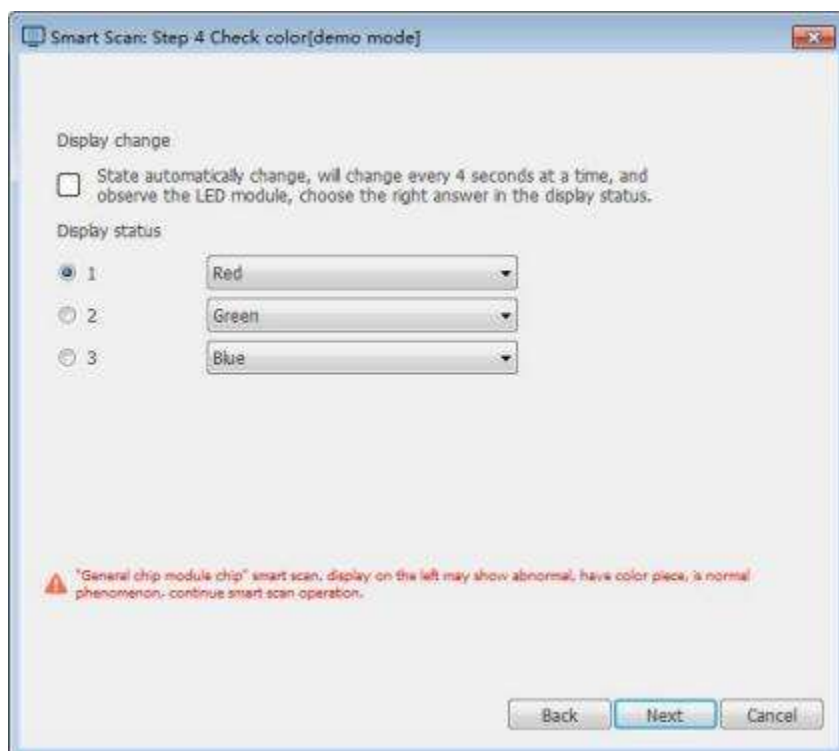 Smart Scan: Step 4 Check color[demo mode]
Display change
State automatically change, will change every 4 seconds at a time, and
observe the LED module, choose the right answer in the display status.
Display status
1 Red
2 Green
3 Blue
"General chip module chip" smart scan, display on the left may show abnormal, have color piece, is normal
phenomenon, continue smart scan operation.
Back Next Cancel